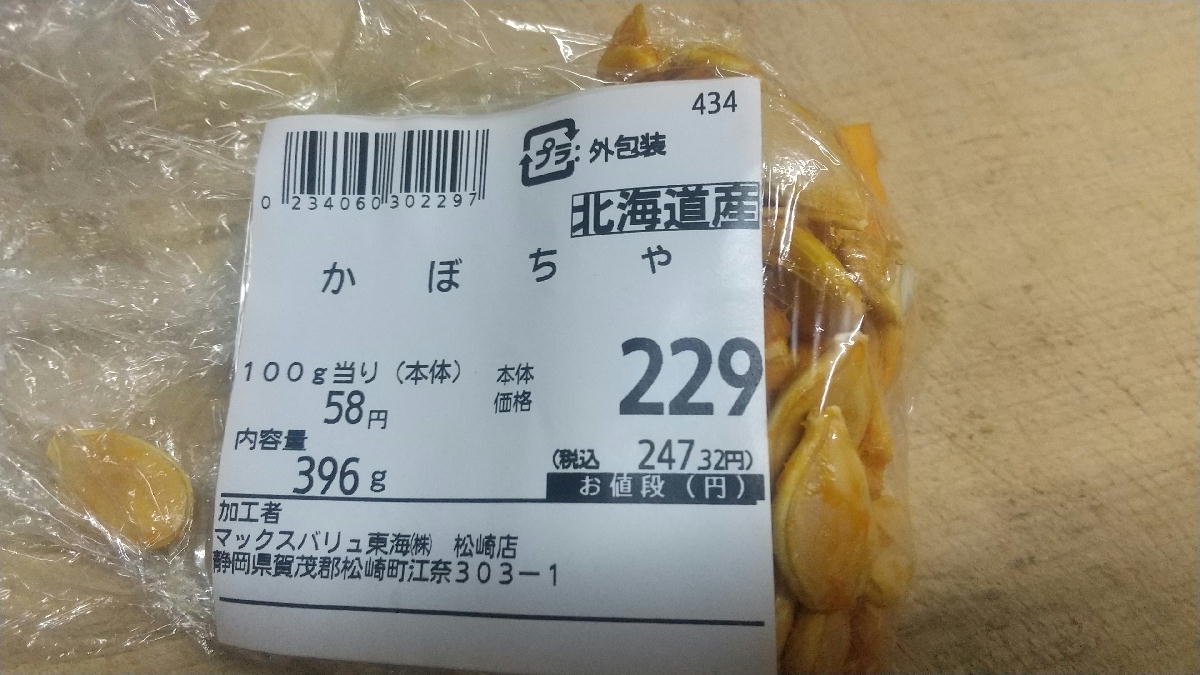 434
0 234060 302297
プラ: 外包装
北海道産
かぼちゃ
100g当り(本体)
58円
本体
価格
229
内容量
396g
(税込 247.32円)
お値段(円)
加工者
マックスバリュ東海㈱ 松崎店
静岡県賀茂郡松崎町江奈303-1